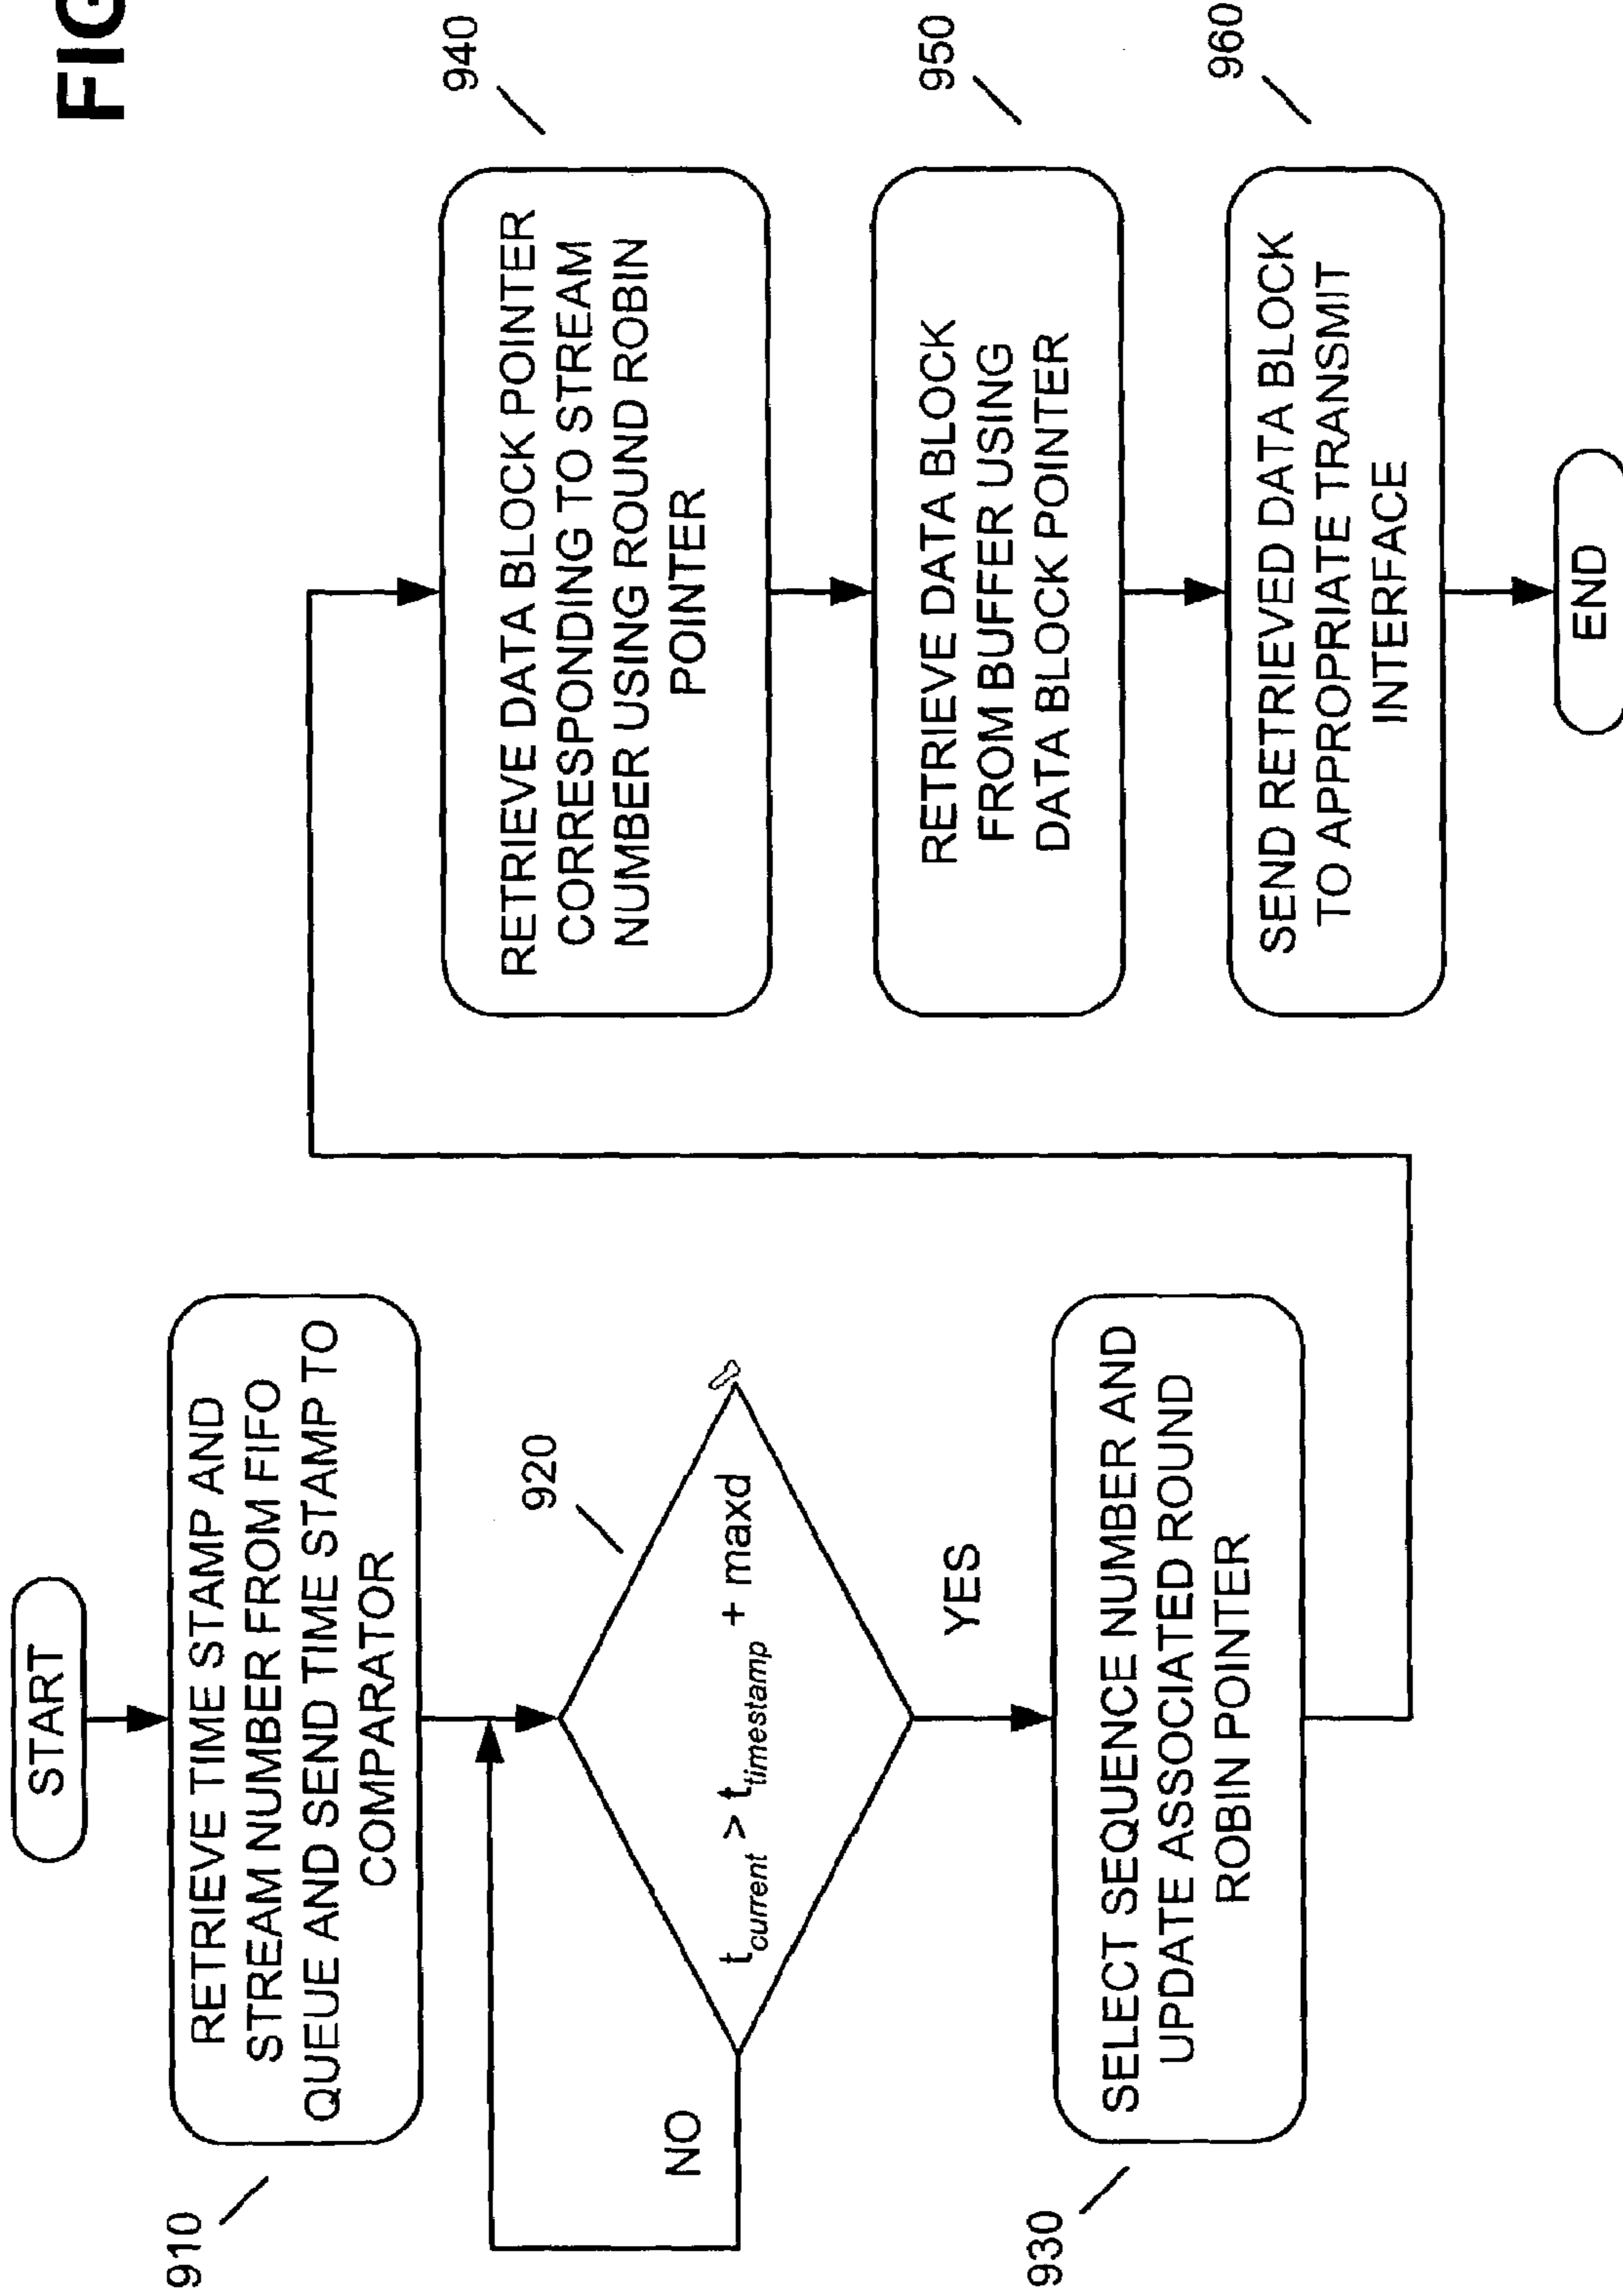 FIG
START
910
RETRIEVE TIME STAMP AND
STREAM NUMBER FROM FIFO
QUEUE AND SEND TIME STAMP TO
COMPARATOR
920
t_current > t_timestamp + maxd
NO
YES
930
SELECT SEQUENCE NUMBER AND
UPDATE ASSOCIATED ROUND
ROBIN POINTER
940
RETRIEVE DATA BLOCK POINTER
CORRESPONDING TO STREAM
NUMBER USING ROUND ROBIN
POINTER
950
RETRIEVE DATA BLOCK
FROM BUFFER USING
DATA BLOCK POINTER
960
SEND RETRIEVED DATA BLOCK
TO APPROPRIATE TRANSMIT
INTERFACE
END